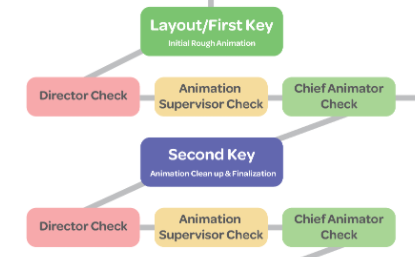 Layout/First Key
Initial Rough Animation
Director Check
Animation
Supervisor Check
Chief Animator
Check
Second Key
Animation Clean up & Finalization
Director Check
Animation
Supervisor Check
Chief Animator
Check